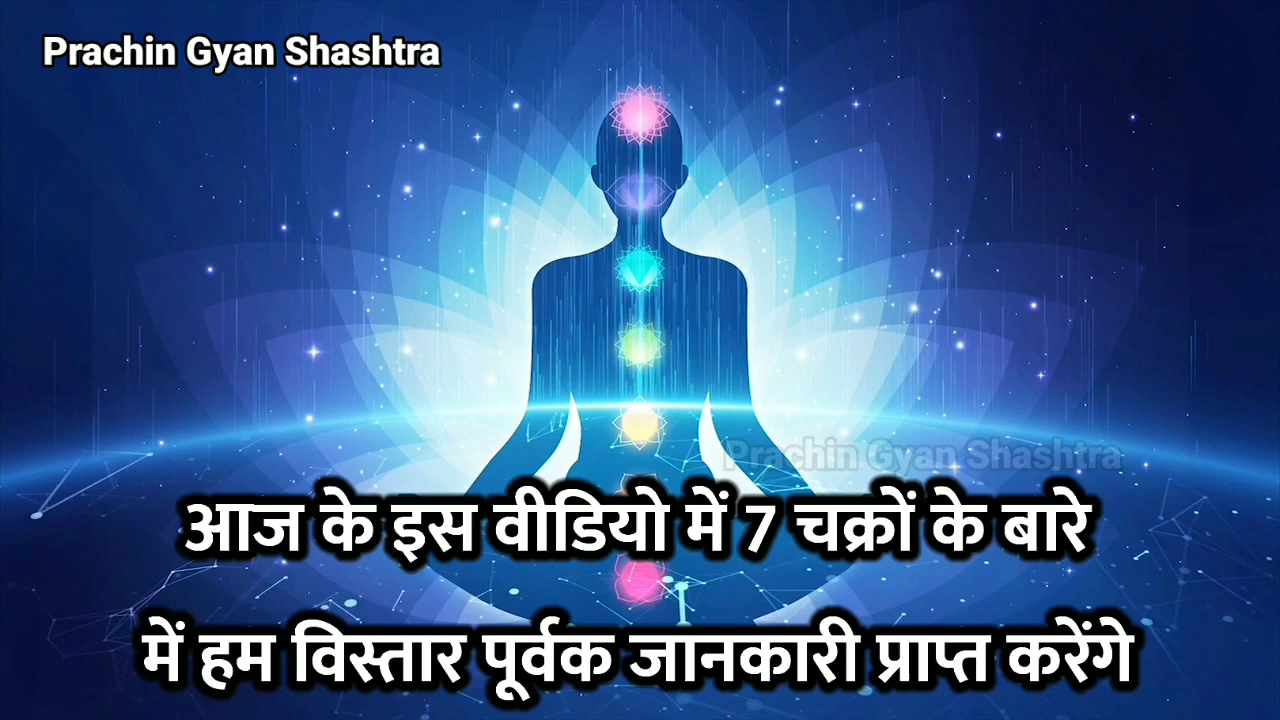 Prachin Gyan Shashtra
Prachin Gyan Shashtra
आज के इस वीडियो में 7 चक्रों के बारे
में हम विस्तार पूर्वक जानकारी प्राप्त करेंगे